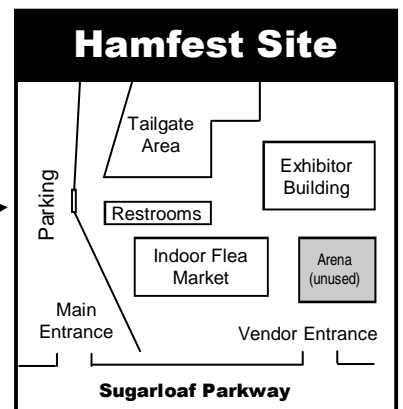 Hamfest Site
Tailgate
Area
Exhibitor
Building
Parking
Restrooms
Indoor Flea
Market
Arena
(unused)
Main
Entrance
Vendor Entrance
Sugarloaf Parkway